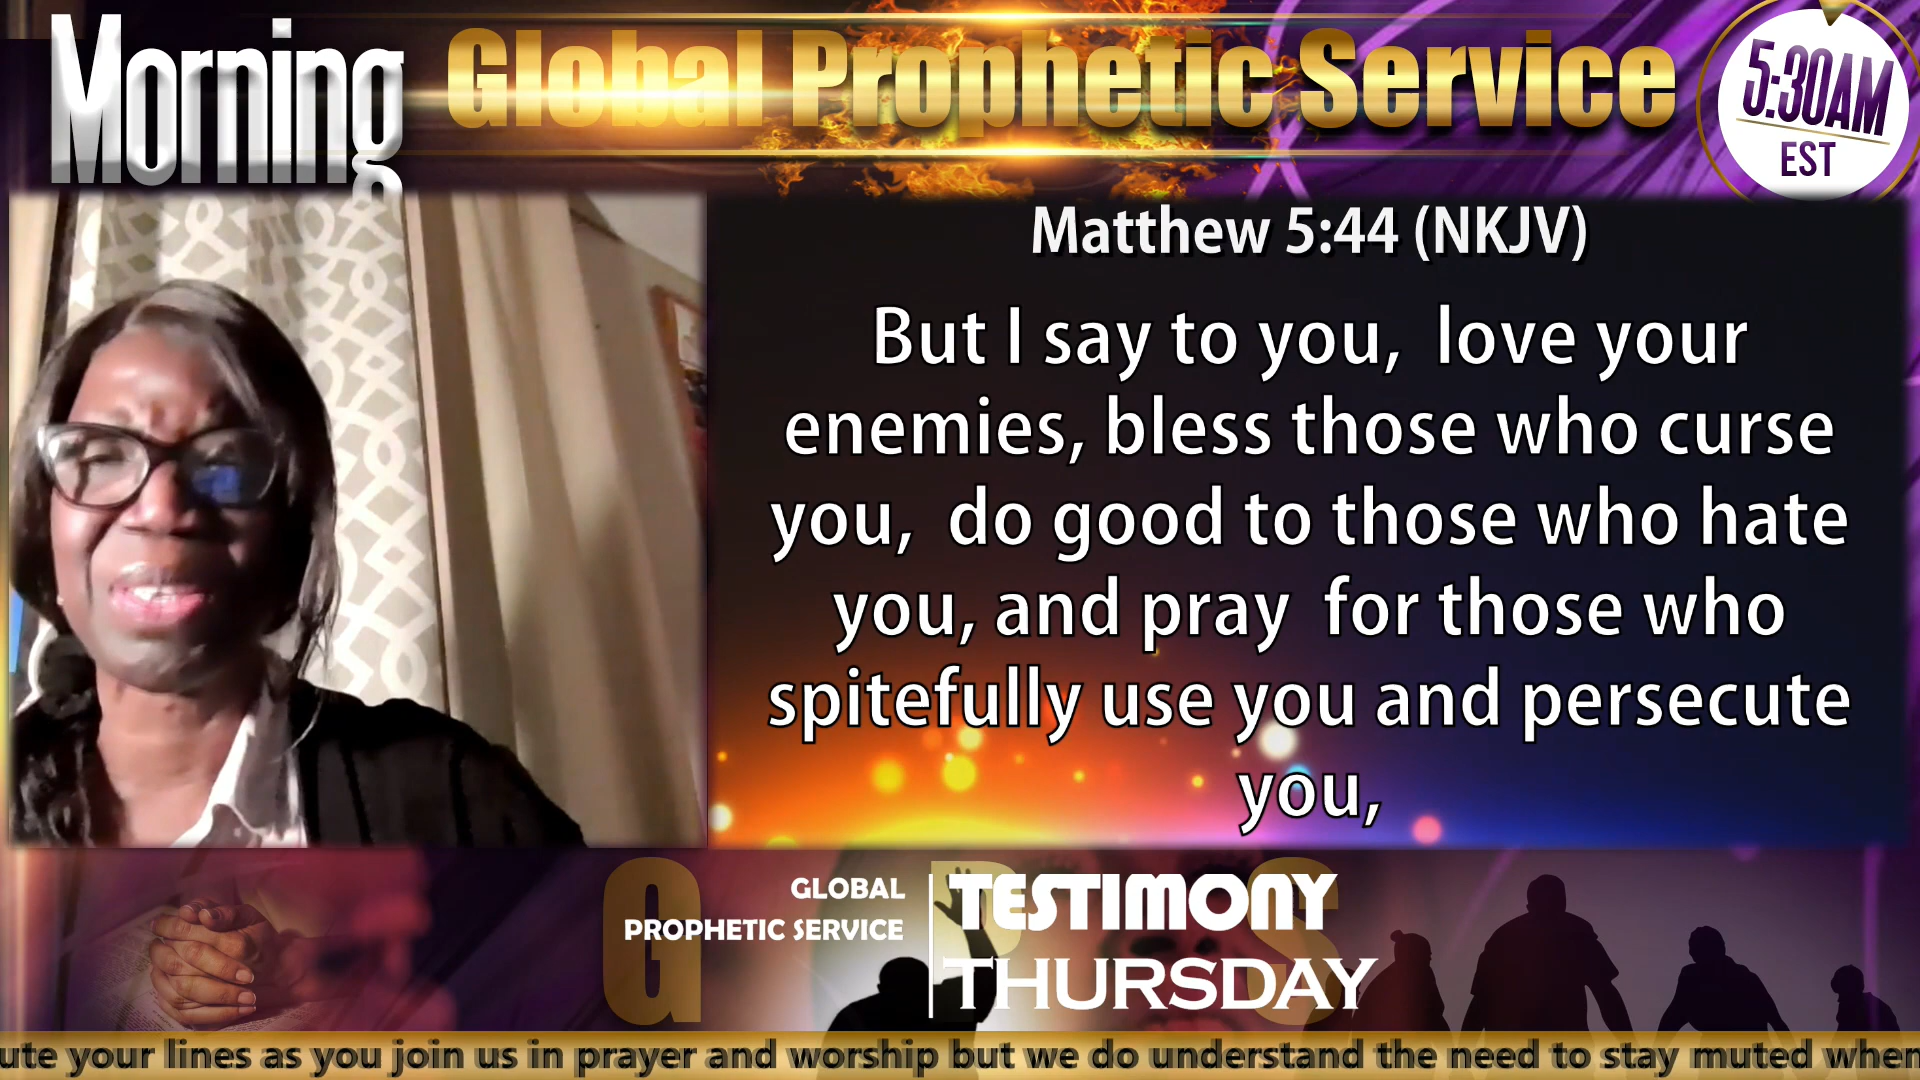 Morning Global Prophetic Service
5:30AM
EST
Matthew 5:44 (NKJV)
But I say to you, love your
enemies, bless those who curse
you, do good to those who hate
you, and pray for those who
spitefully use you and persecute
you,
G P S
GLOBAL
PROPHETIC SERVICE
TESTIMONY
THURSDAY
ute your lines as you join us in prayer and worship but we do understand the need to stay muted when